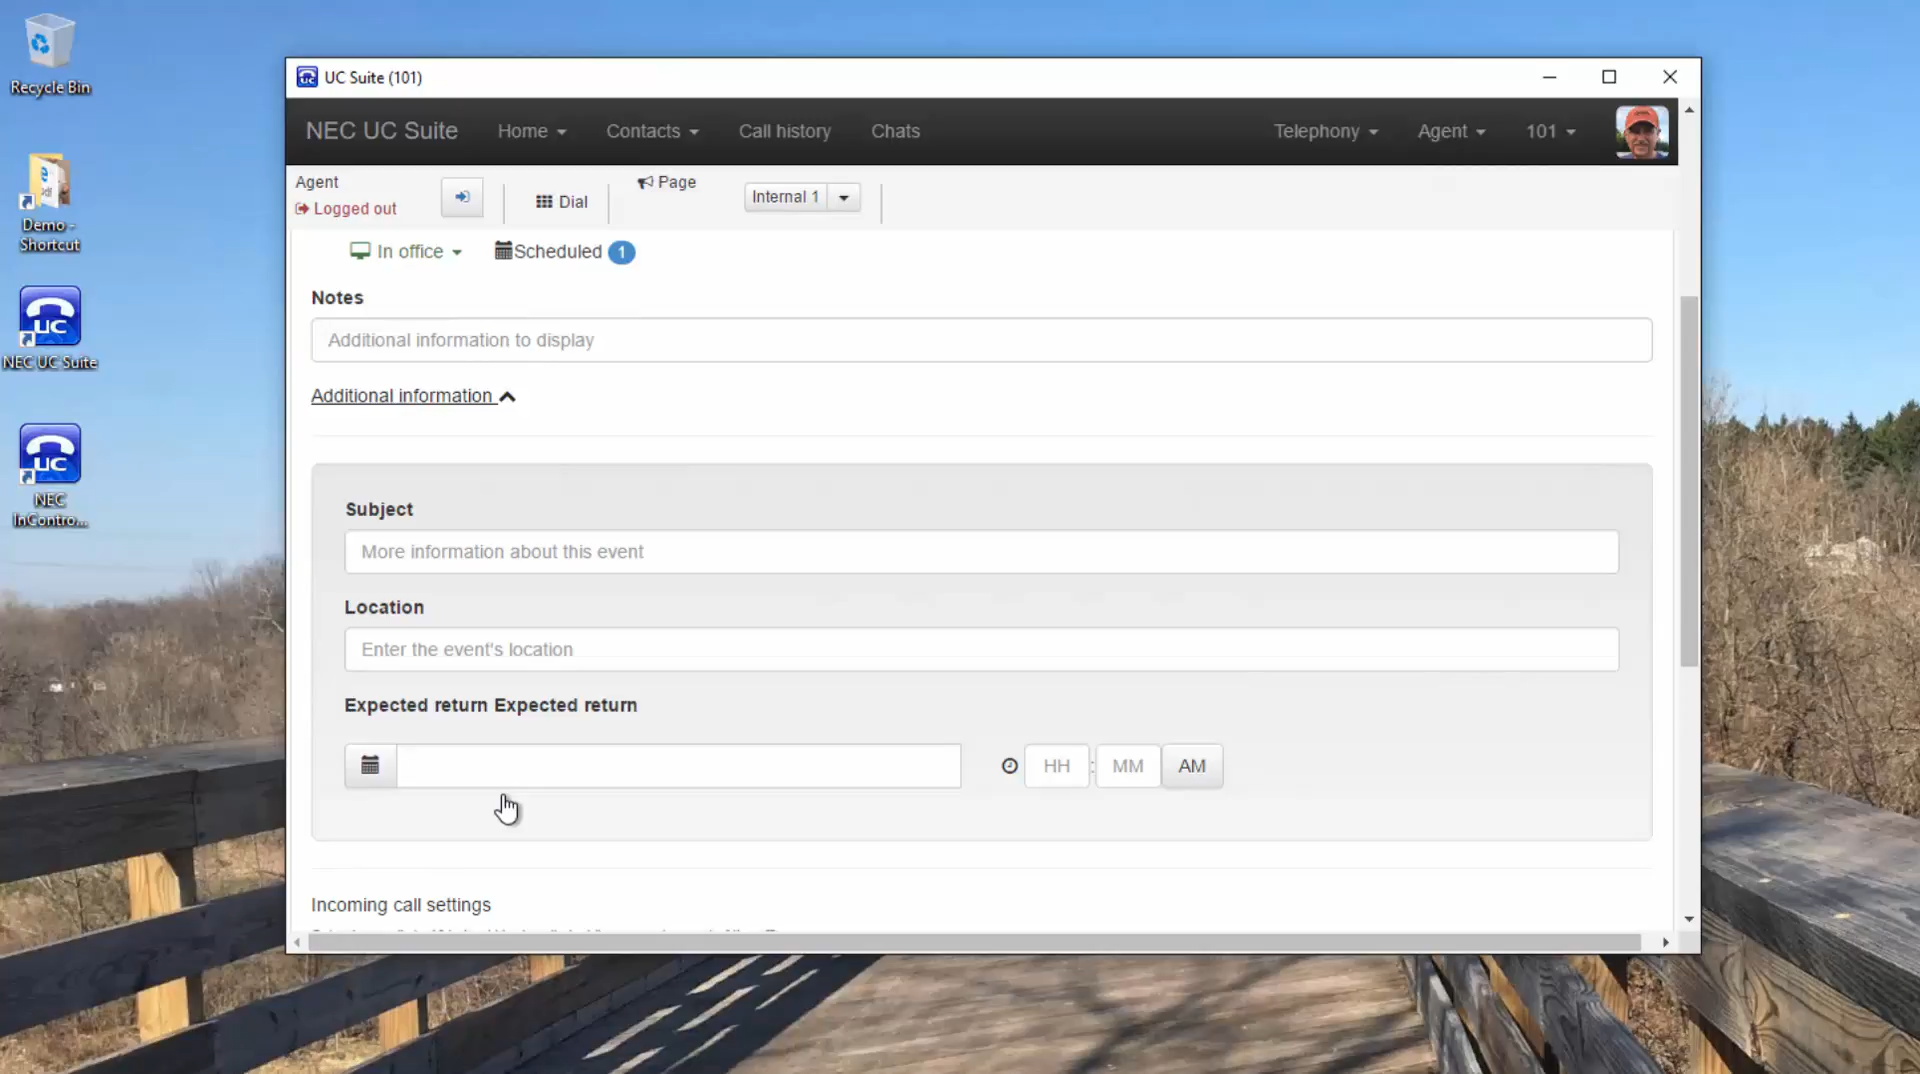 Recycle Bin
Demo -
Shortcut
NEC UC Suite
NEC
InContro...
UC Suite (101)
NEC UC Suite
Home
Contacts
Call history
Chats
Telephony
Agent
101
Agent
Logged out
Dial
Page
Internal 1
In office
Scheduled 1
Notes
Additional information to display
Additional information
Subject
More information about this event
Location
Enter the event's location
Expected return Expected return
HH : MM AM
Incoming call settings